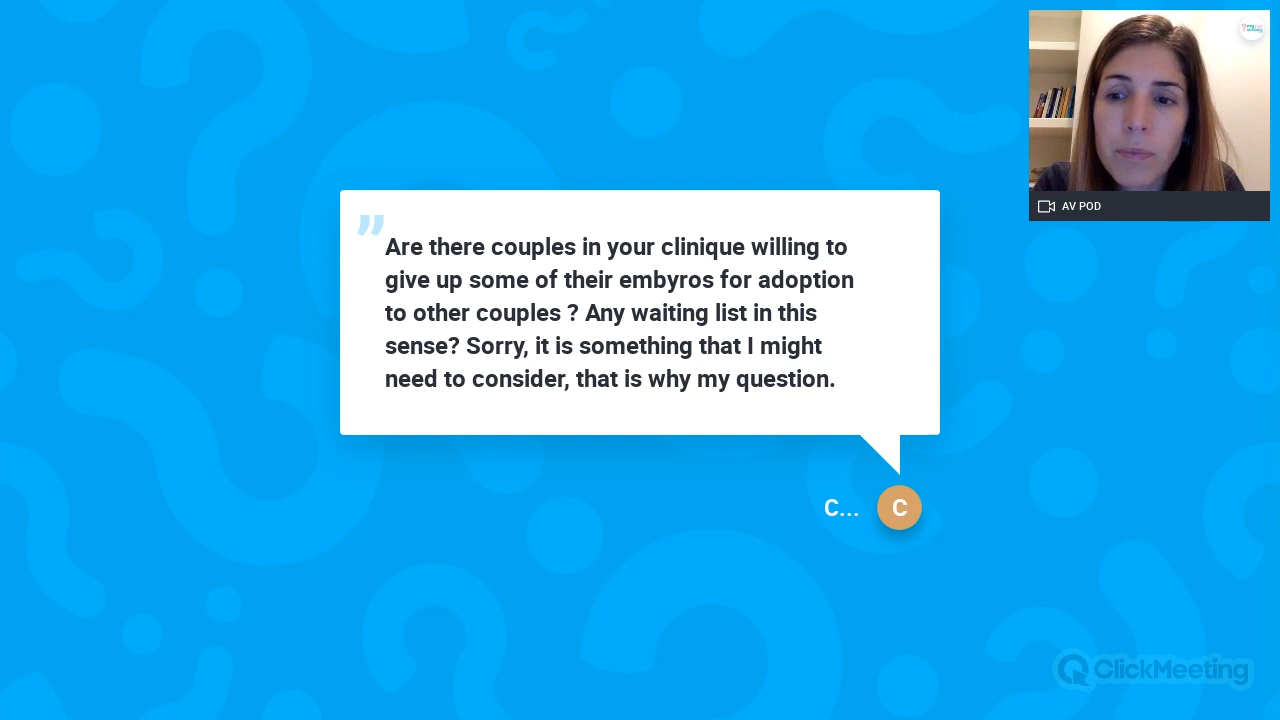 AV POD
"
Are there couples in your clinique willing to
give up some of their embyros for adoption
to other couples ? Any waiting list in this
sense? Sorry, it is something that I might
need to consider, that is why my question.
C...
C
ClickMeeting